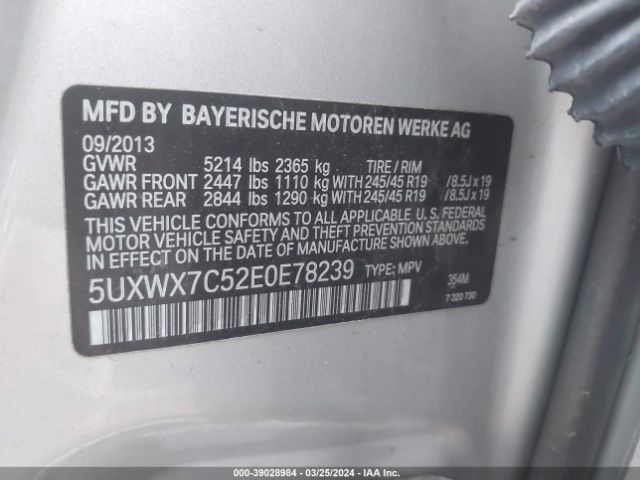 MFD BY BAYERISCHE MOTOREN WERKE AG
09/2013
GVWR 5214 lbs 2365 kg TIRE / RIM
GAWR FRONT 2447 lbs 1110 kg WITH 245/45 R19 / 8.5J x 19
GAWR REAR 2844 lbs 1290 kg WITH 245/45 R19 / 8.5J x 19
THIS VEHICLE CONFORMS TO ALL APPLICABLE U. S. FEDERAL
MOTOR VEHICLE SAFETY AND THEFT PREVENTION STANDARDS
IN EFFECT ON THE DATE OF MANUFACTURE SHOWN ABOVE.
5UXWX7C52E0E78239 TYPE: MPV 354M
7 320 730
000-39028984 - 03/25/2024 - IAA Inc.